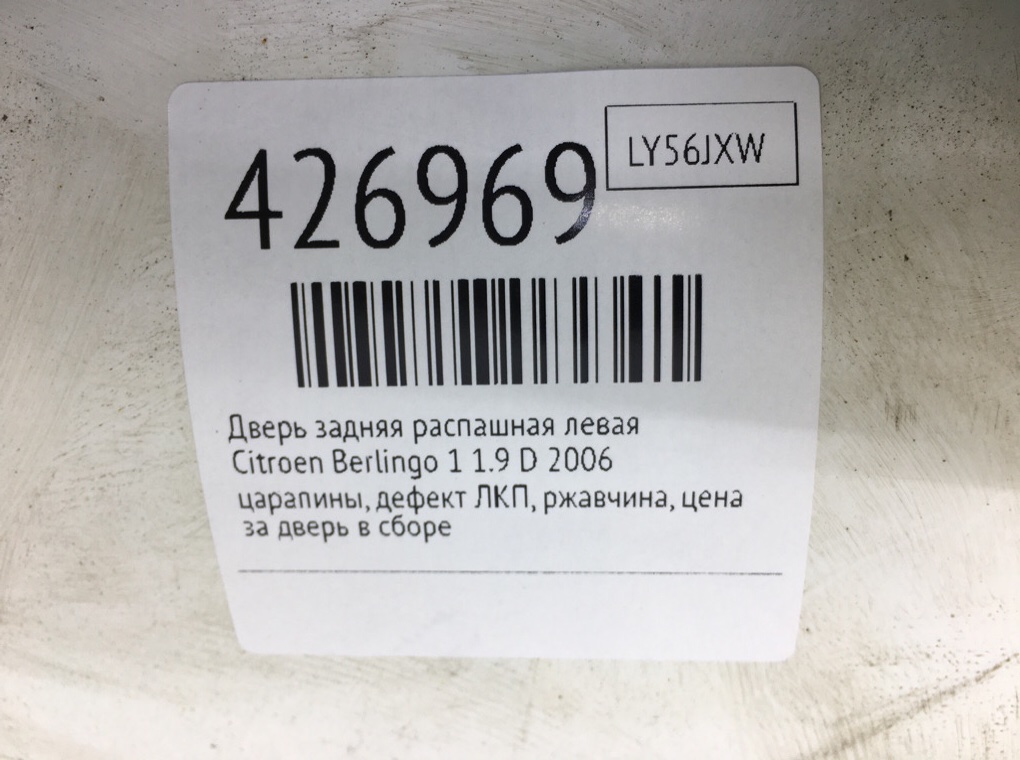 426969
LY56JXW
Дверь задняя распашная левая
Citroen Berlingo 1 1.9 D 2006
царапины, дефект ЛКП, ржавчина, цена
за дверь в сборе